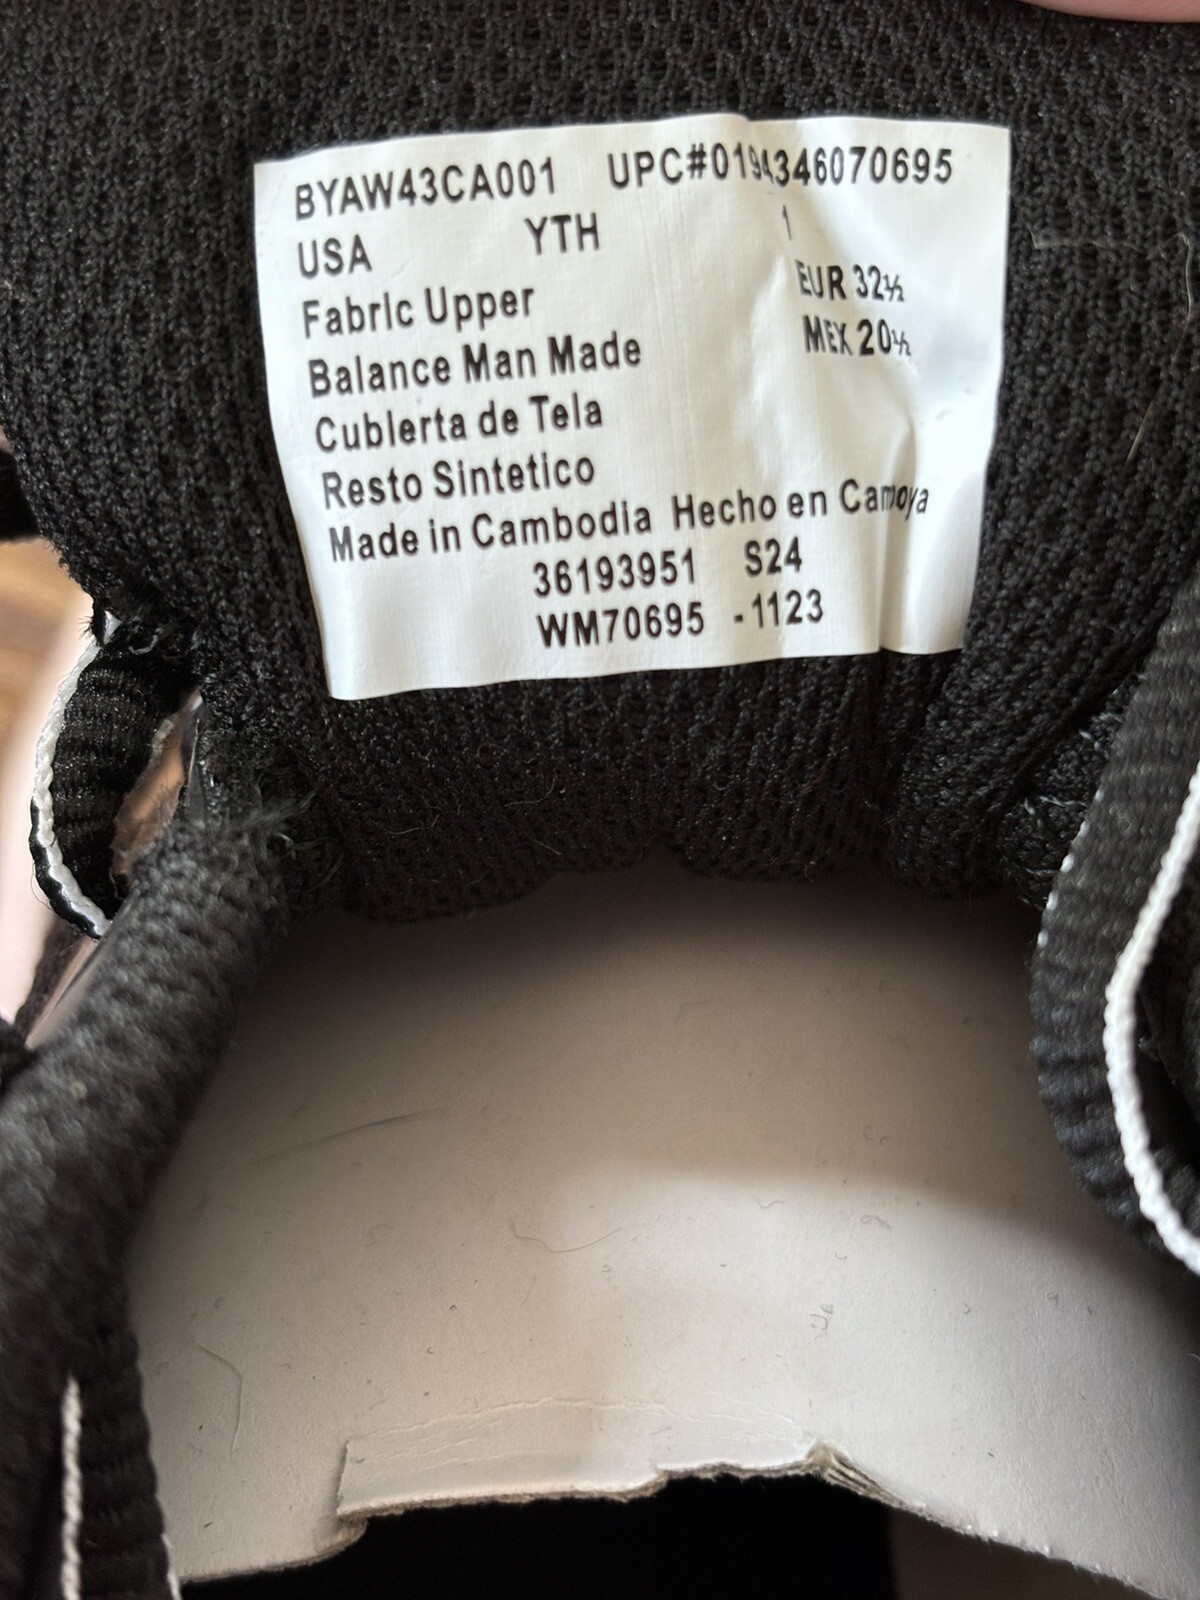 BYAW43CA001 UPC#0194346070695
USA YTH 1
EUR 32½
Fabric Upper
MEX 20½
Balance Man Made
Cubierta de Tela
Resto Sintetico
Made in Cambodia Hecho en Camboya
36193951 S24
WM70695 -1123